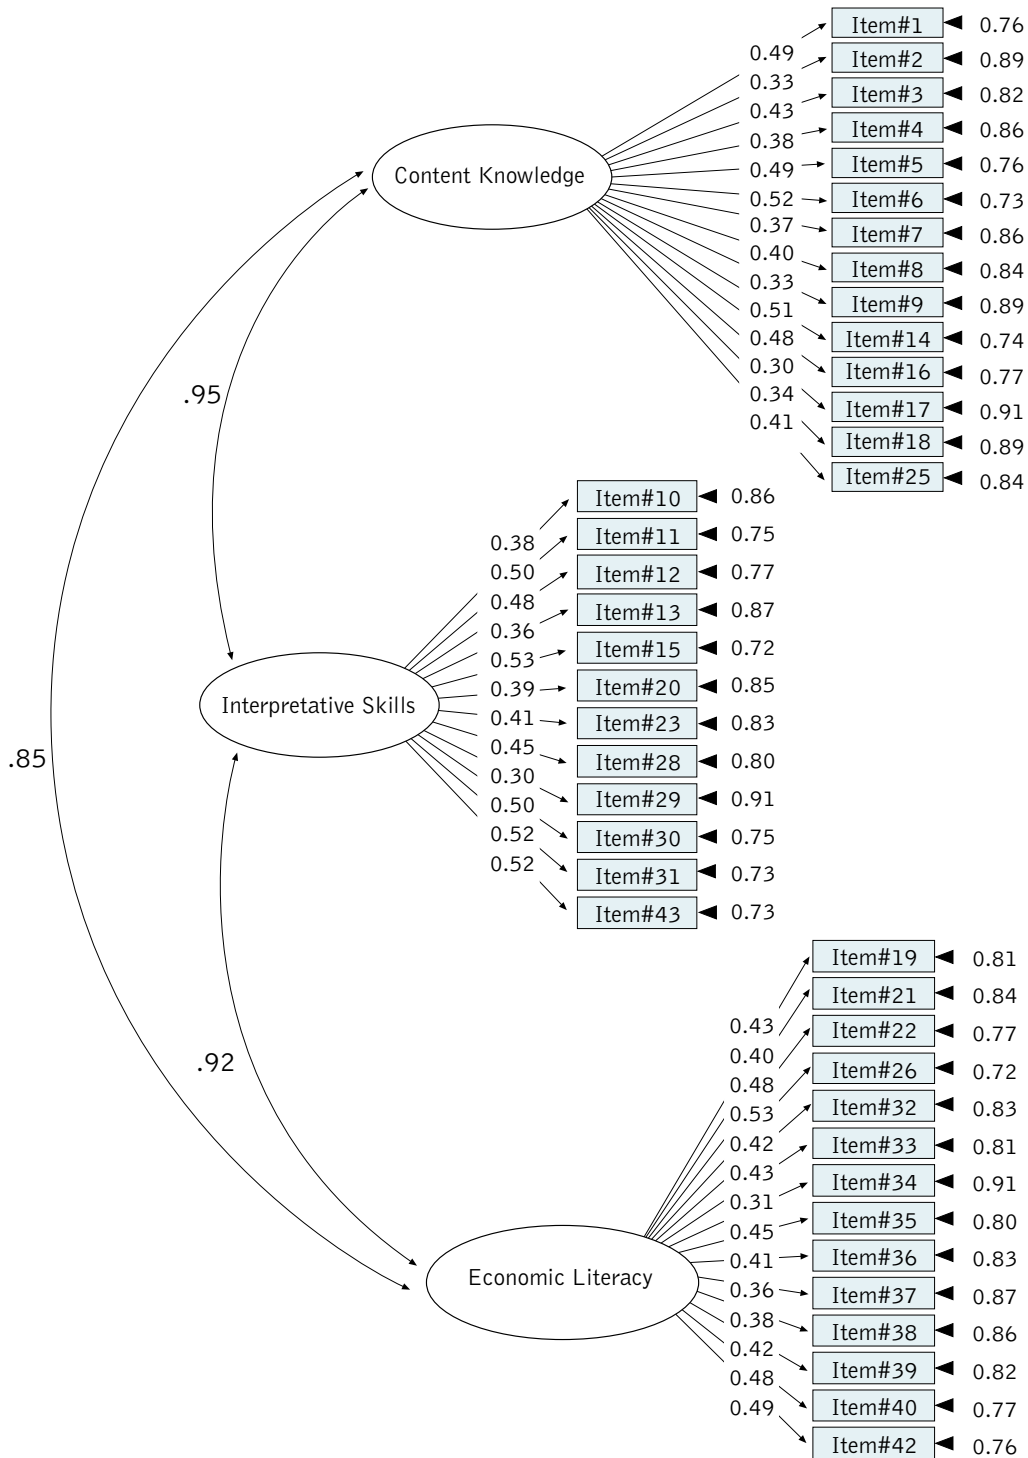 Item#1 0.76
0.49
Item#2 0.89
0.33
Item#3 0.82
0.43
Item#4 0.86
0.38
Content Knowledge
Item#5 0.76
0.49
Item#6 0.73
0.52
Item#7 0.86
0.37
Item#8 0.84
0.40
Item#9 0.89
0.33
Item#14 0.74
0.51
Item#16 0.77
0.48
Item#17 0.91
0.30
Item#18 0.89
0.34
Item#25 0.84
0.41
.95
Item#10 0.86
0.38
Item#11 0.75
0.50
Item#12 0.77
0.48
Item#13 0.87
0.36
Item#15 0.72
0.53
Item#20 0.85
0.39
Interpretative Skills
Item#23 0.83
0.41
Item#28 0.80
0.45
Item#29 0.91
0.30
Item#30 0.75
0.50
Item#31 0.73
0.52
Item#43 0.73
0.52
.85
.92
Item#19 0.81
0.43
Item#21 0.84
0.40
Item#22 0.77
0.48
Item#26 0.72
0.53
Item#32 0.83
0.42
Item#33 0.81
0.43
Item#34 0.91
0.31
Item#35 0.80
0.45
Item#36 0.83
0.41
Economic Literacy
Item#37 0.87
0.36
Item#38 0.86
0.38
Item#39 0.82
0.42
Item#40 0.77
0.48
Item#42 0.76
0.49